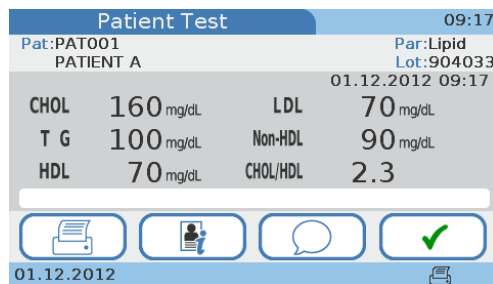 Patient Test 09:17
Pat:PAT001 Par:Lipid
PATIENT A Lot:904033
01.12.2012 09:17
CHOL 160 mg/dL LDL 70 mg/dL
T G 100 mg/dL Non-HDL 90 mg/dL
HDL 70 mg/dL CHOL/HDL 2.3
i
01.12.2012